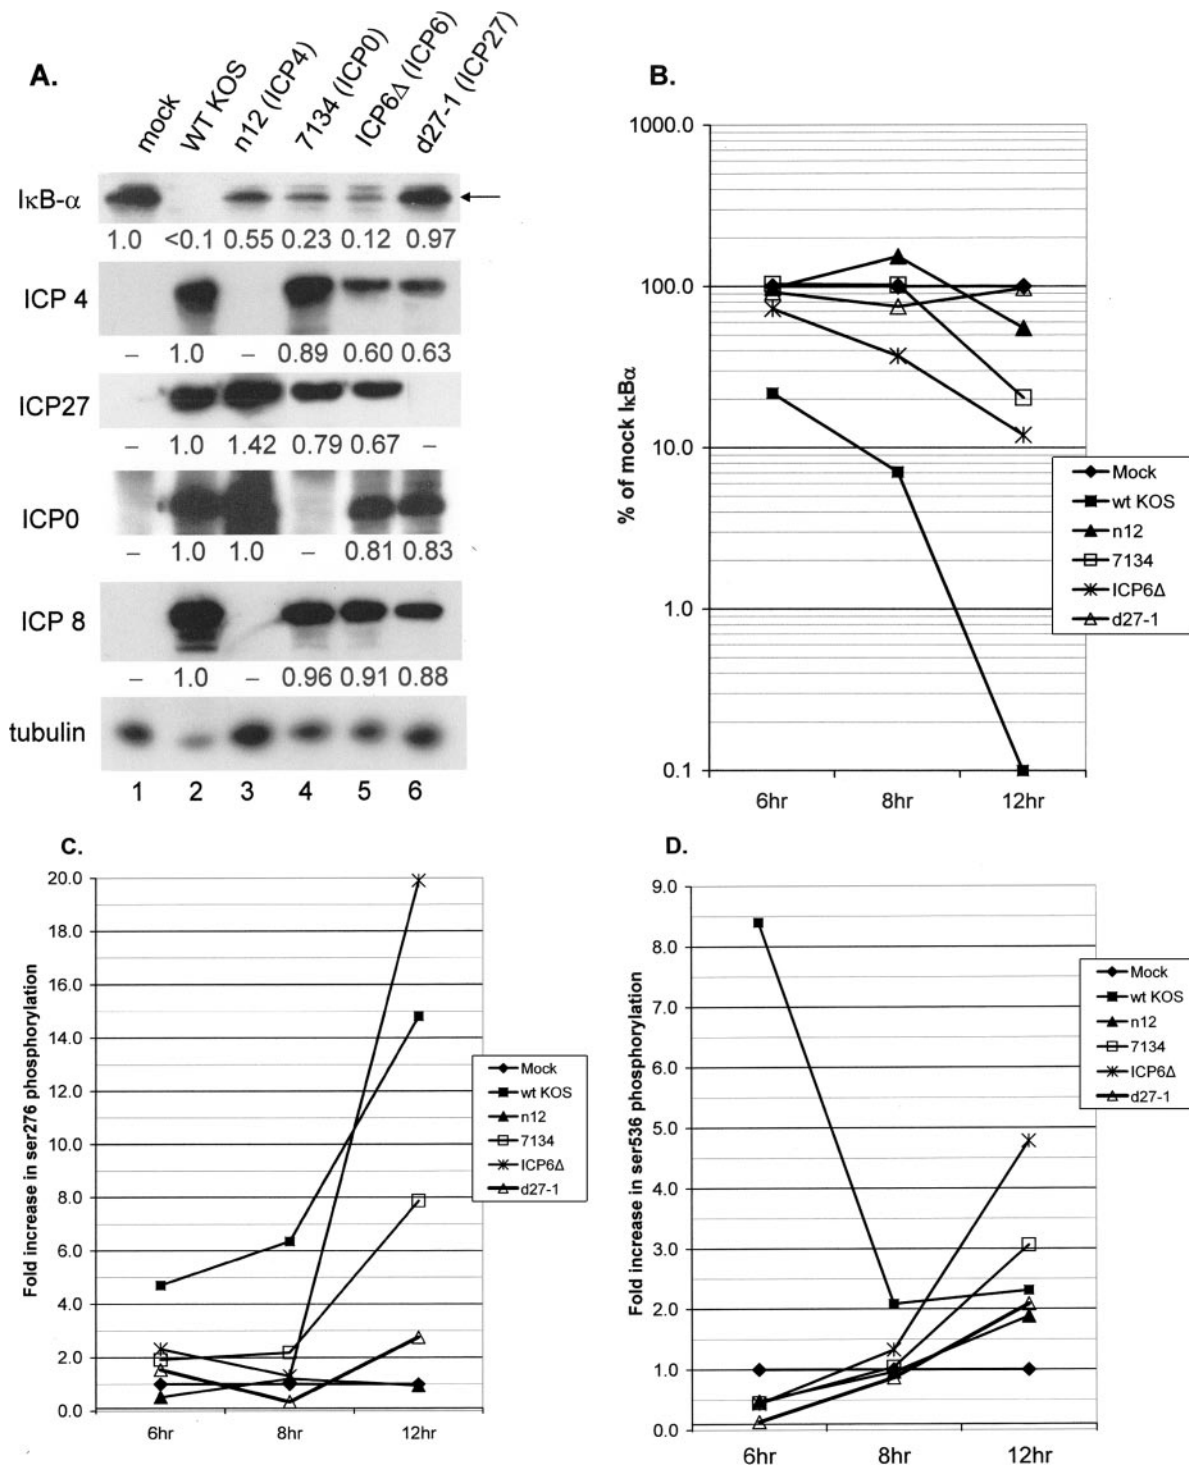 A.
mock
WT KOS
n12 (ICP4)
7134 (ICP0)
ICP6Δ (ICP6)
d27-1 (ICP27)
IκB-α
1.0 <0.1 0.55 0.23 0.12 0.97
ICP 4
– 1.0 – 0.89 0.60 0.63
ICP27
– 1.0 1.42 0.79 0.67 –
ICP0
– 1.0 1.0 – 0.81 0.83
ICP 8
– 1.0 – 0.96 0.91 0.88
tubulin
1 2 3 4 5 6
B.
% of mock IκBα
1000.0
100.0
10.0
1.0
0.1
6hr 8hr 12hr
Mock
wt KOS
n12
7134
ICP6Δ
d27-1
C.
Fold increase in ser276 phosphorylation
20.0
18.0
16.0
14.0
12.0
10.0
8.0
6.0
4.0
2.0
0.0
6hr 8hr 12hr
Mock
wt KOS
n12
7134
ICP6Δ
d27-1
D.
Fold increase in ser536 phosphorylation
9.0
8.0
7.0
6.0
5.0
4.0
3.0
2.0
1.0
0.0
6hr 8hr 12hr
Mock
wt KOS
n12
7134
ICP6Δ
d27-1